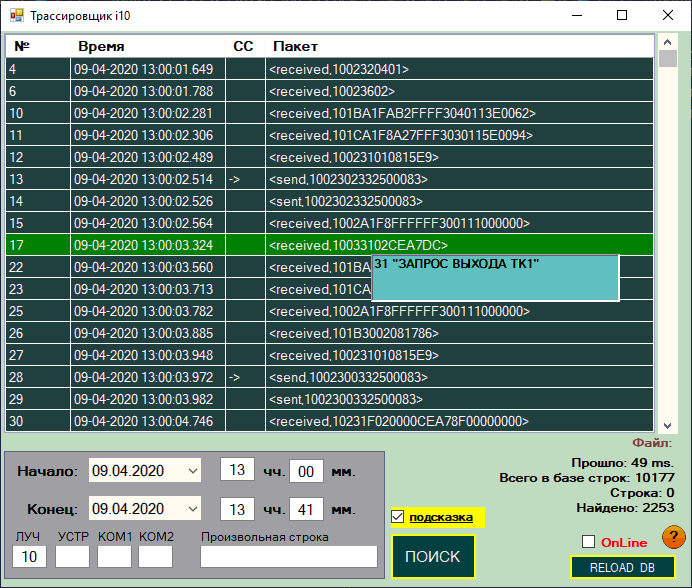 Трассировщик i10
№ Время СС Пакет
4 09-04-2020 13:00:01.649 <received,1002320401>
6 09-04-2020 13:00:01.788 <received,10023602>
10 09-04-2020 13:00:02.281 <received,101BA1FAB2FFFF3040113E0062>
11 09-04-2020 13:00:02.306 <received,101CA1F8A27FFF3030115E0094>
12 09-04-2020 13:00:02.489 <received,100231010815E9>
13 09-04-2020 13:00:02.514 -> <send,1002302332500083>
14 09-04-2020 13:00:02.526 <sent,1002302332500083>
15 09-04-2020 13:00:02.564 <received,1002A1F8FFFFFF300111000000>
17 09-04-2020 13:00:03.324 <received,10033102CEA7DC>
22 09-04-2020 13:00:03.560 <received,101BA
31 "ЗАПРОС ВЫХОДА ТК1"
23 09-04-2020 13:00:03.713 <received,101CA
25 09-04-2020 13:00:03.782 <received,1002A1F8FFFFFF300111000000>
26 09-04-2020 13:00:03.885 <received,101B3002081786>
27 09-04-2020 13:00:03.948 <received,100231010815E9>
28 09-04-2020 13:00:03.972 -> <send,1002300332500083>
29 09-04-2020 13:00:03.982 <sent,1002300332500083>
30 09-04-2020 13:00:04.746 <received,10231F020000CEA78F00000000>
Файл:
Начало: 09.04.2020 13 чч. 00 мм.
Конец: 09.04.2020 13 чч. 41 мм.
ЛУЧ УСТР КОМ1 КОМ2 Произвольная строка
10
подсказка
ПОИСК
Прошло: 49 ms.
Всего в базе строк: 10177
Строка: 0
Найдено: 2253
OnLine ?
RELOAD DB